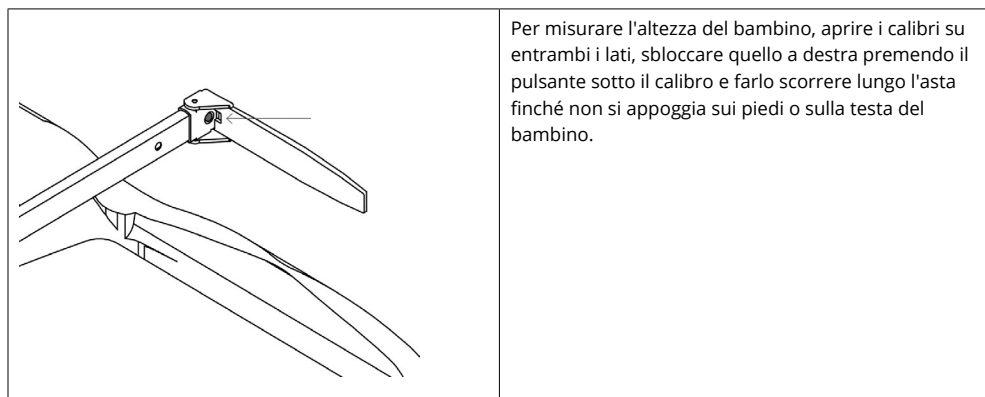 Per misurare l'altezza del bambino, aprire i calibri su
entrambi i lati, sbloccare quello a destra premendo il
pulsante sotto il calibro e farlo scorrere lungo l'asta
finché non si appoggia sui piedi o sulla testa del
bambino.